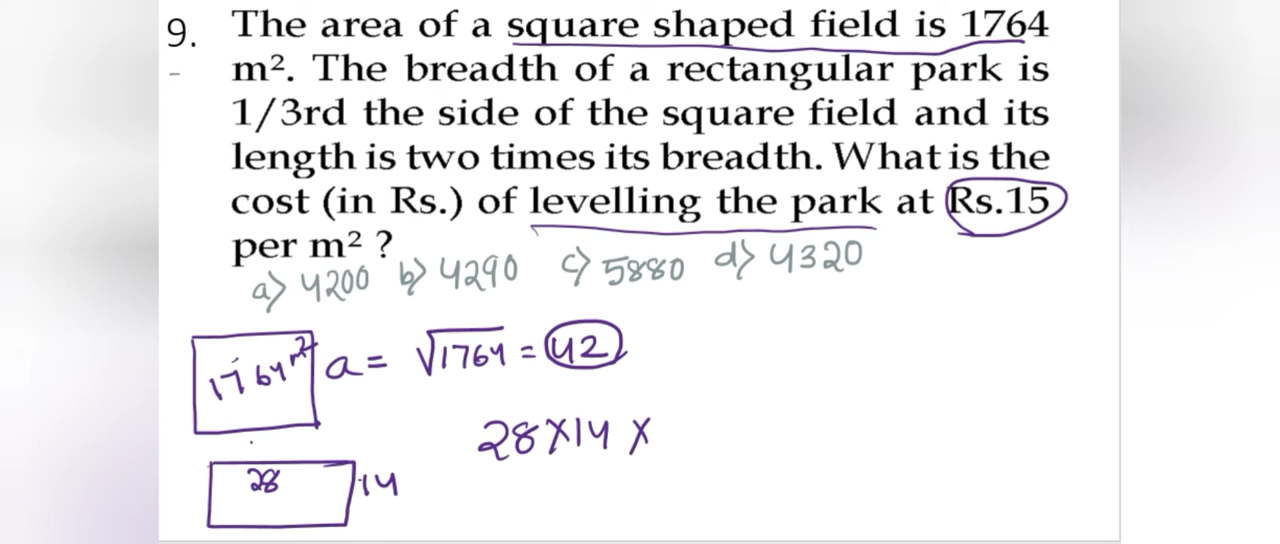 9. The area of a square shaped field is 1764
m². The breadth of a rectangular park is
1/3rd the side of the square field and its
length is two times its breadth. What is the
cost (in Rs.) of levelling the park at Rs.15
per m² ?
a) 4200 b) 4290 c) 5880 d) 4320
1764m² a = √1764 = 42
28×14×
28 14